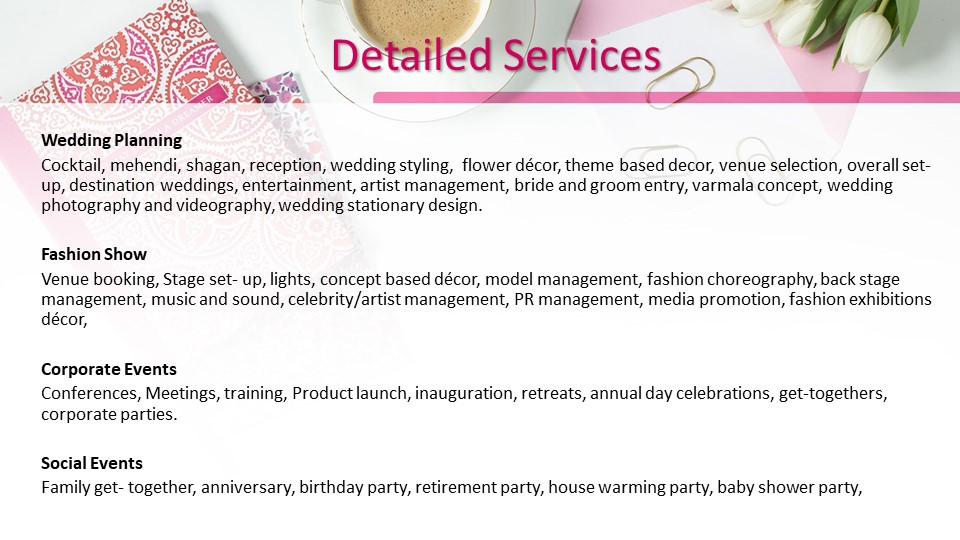 Detailed Services
Wedding Planning
Cocktail, mehendi, shagan, reception, wedding styling,  flower décor, theme based decor, venue selection, overall set-
up, destination weddings, entertainment, artist management, bride and groom entry, varmala concept, wedding
photography and videography, wedding stationary design.
Fashion Show
Venue booking, Stage set- up, lights, concept based décor, model management, fashion choreography, back stage
management, music and sound, celebrity/artist management, PR management, media promotion, fashion exhibitions
décor,
Corporate Events
Conferences, Meetings, training, Product launch, inauguration, retreats, annual day celebrations, get-togethers,
corporate parties.
Social Events
Family get- together, anniversary, birthday party, retirement party, house warming party, baby shower party,